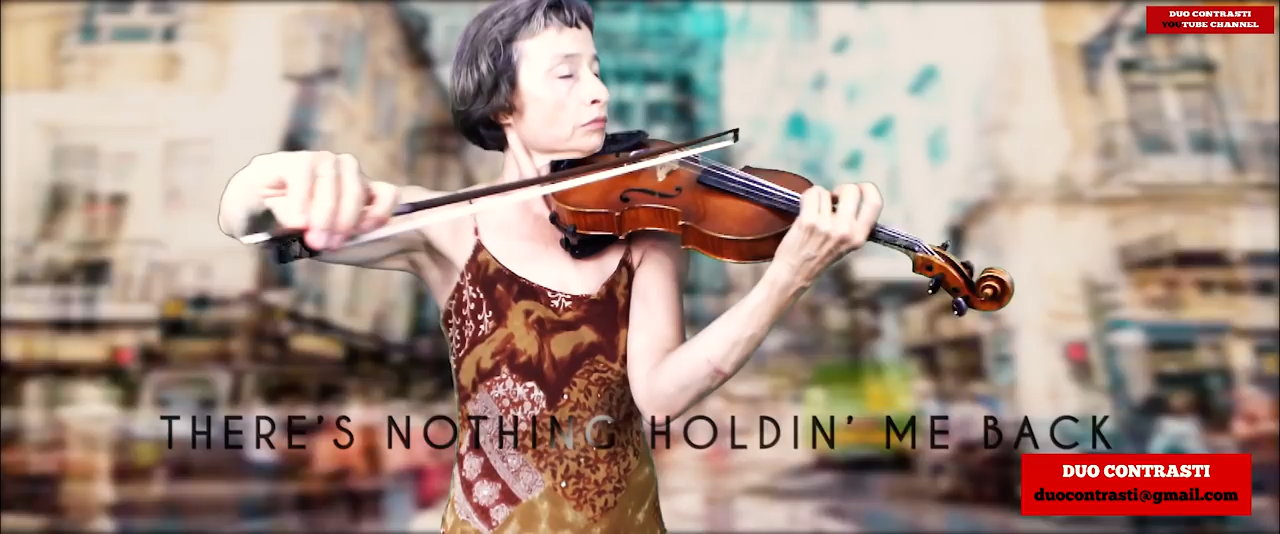 DUO CONTRASTI
YOUTUBE CHANNEL
THERE'S NOTHING HOLDIN' ME BACK
DUO CONTRASTI
duocontrasti@gmail.com